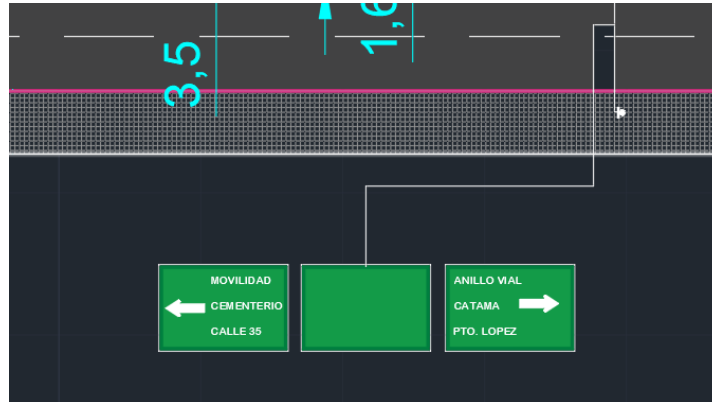 3,5
1,6
MOVILIDAD
CEMENTERIO
CALLE 35
ANILLO VIAL
CATAMA
PTO. LOPEZ